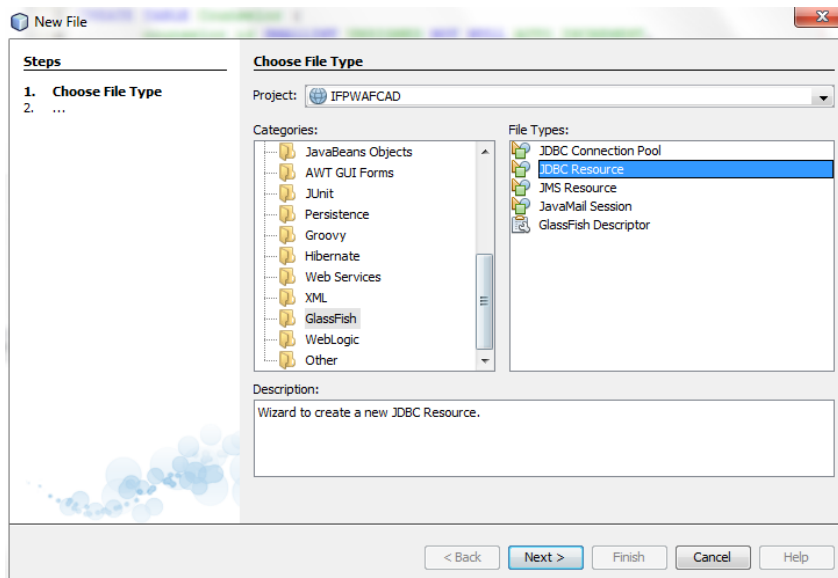 New File
Steps
1. Choose File Type
2. ...
Choose File Type
Project: IFPWAFCAD
Categories:
JavaBeans Objects
AWT GUI Forms
JUnit
Persistence
Groovy
Hibernate
Web Services
XML
GlassFish
WebLogic
Other
File Types:
JDBC Connection Pool
JDBC Resource
JMS Resource
JavaMail Session
GlassFish Descriptor
Description:
Wizard to create a new JDBC Resource.
< Back Next > Finish Cancel Help